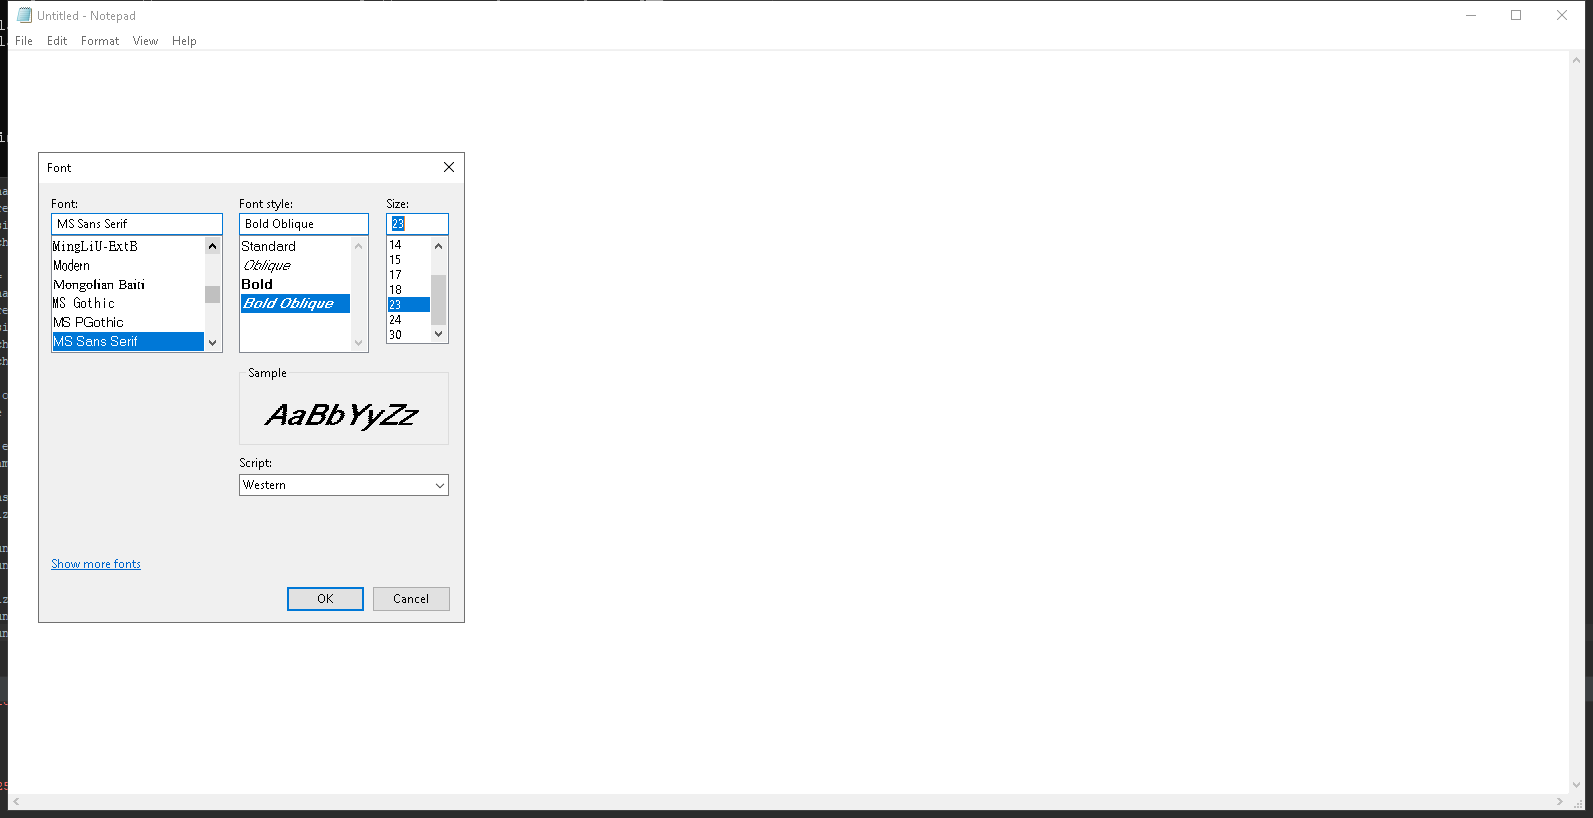 Untitled - Notepad
File Edit Format View Help
Font
Font: Font style: Size:
MS Sans Serif Bold Oblique 23
MingLiU-ExtB
Modern
Mongolian Baiti
MS Gothic
MS PGothic
MS Sans Serif
Standard
Oblique
Bold
Bold Oblique
14
15
17
18
23
24
30
Sample
AaBbYyZz
Script:
Western
Show more fonts
OK Cancel